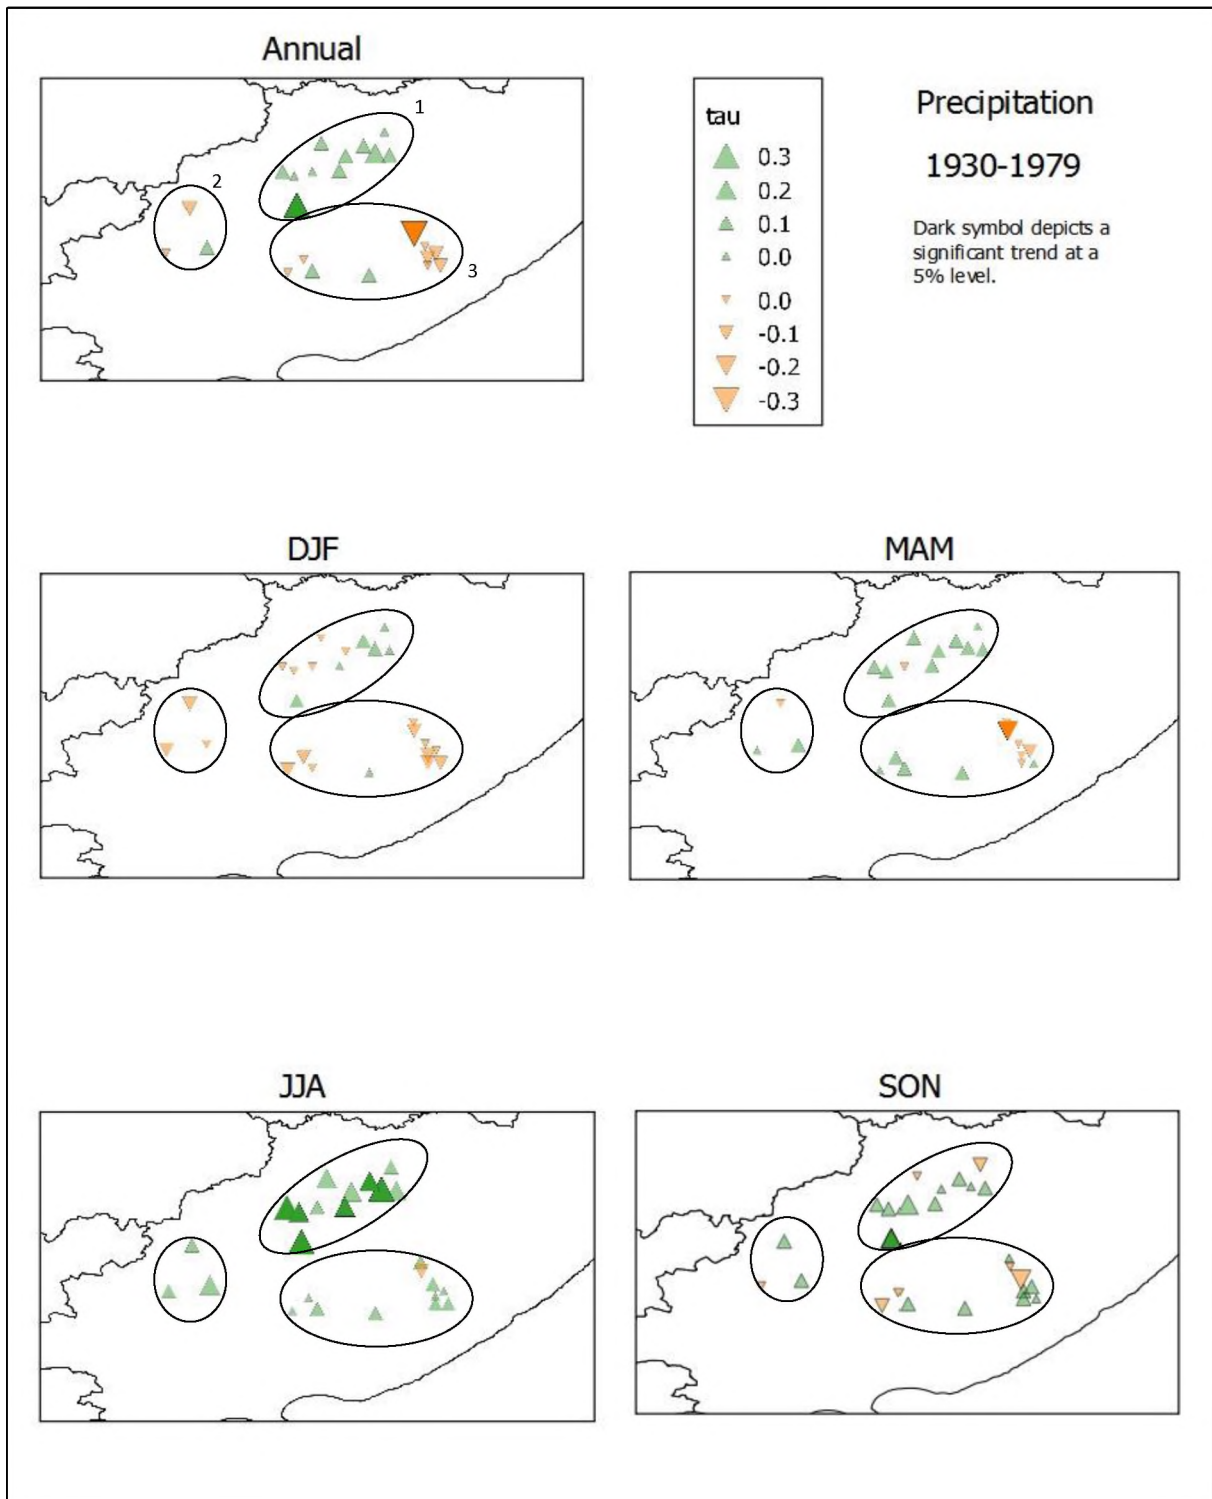 Annual
1
2
3
tau
0.3
0.2
0.1
0.0
0.0
-0.1
-0.2
-0.3
Precipitation
1930-1979
Dark symbol depicts a
significant trend at a
5% level.
DJF
MAM
JJA
SON